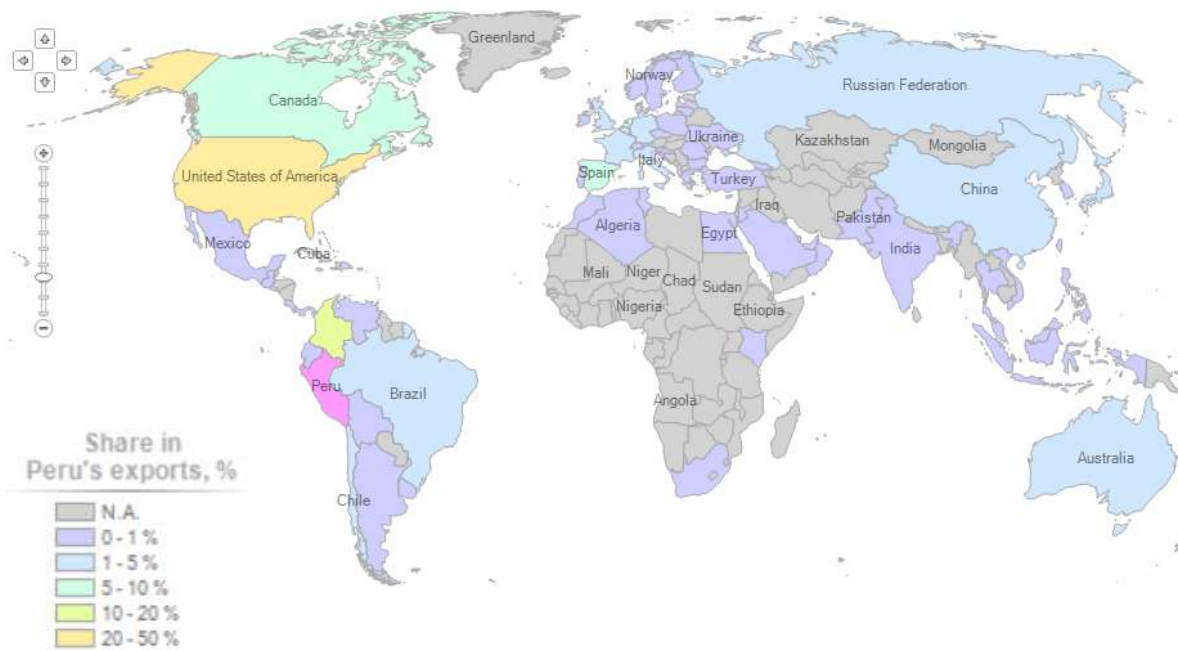 Greenland
Norway
Russian Federation
Canada
Ukraine
Kazakhstan
Mongolia
Italy
Spain
United States of America
Turkey
China
Iraq
Pakistan
Algeria
Egypt
Mexico
India
Cuba
Mali
Niger
Chad
Sudan
Nigeria
Ethiopia
Peru
Brazil
Angola
Australia
Chile
Share in
Peru's exports, %
N.A.
0 - 1 %
1 - 5 %
5 - 10 %
10 - 20 %
20 - 50 %